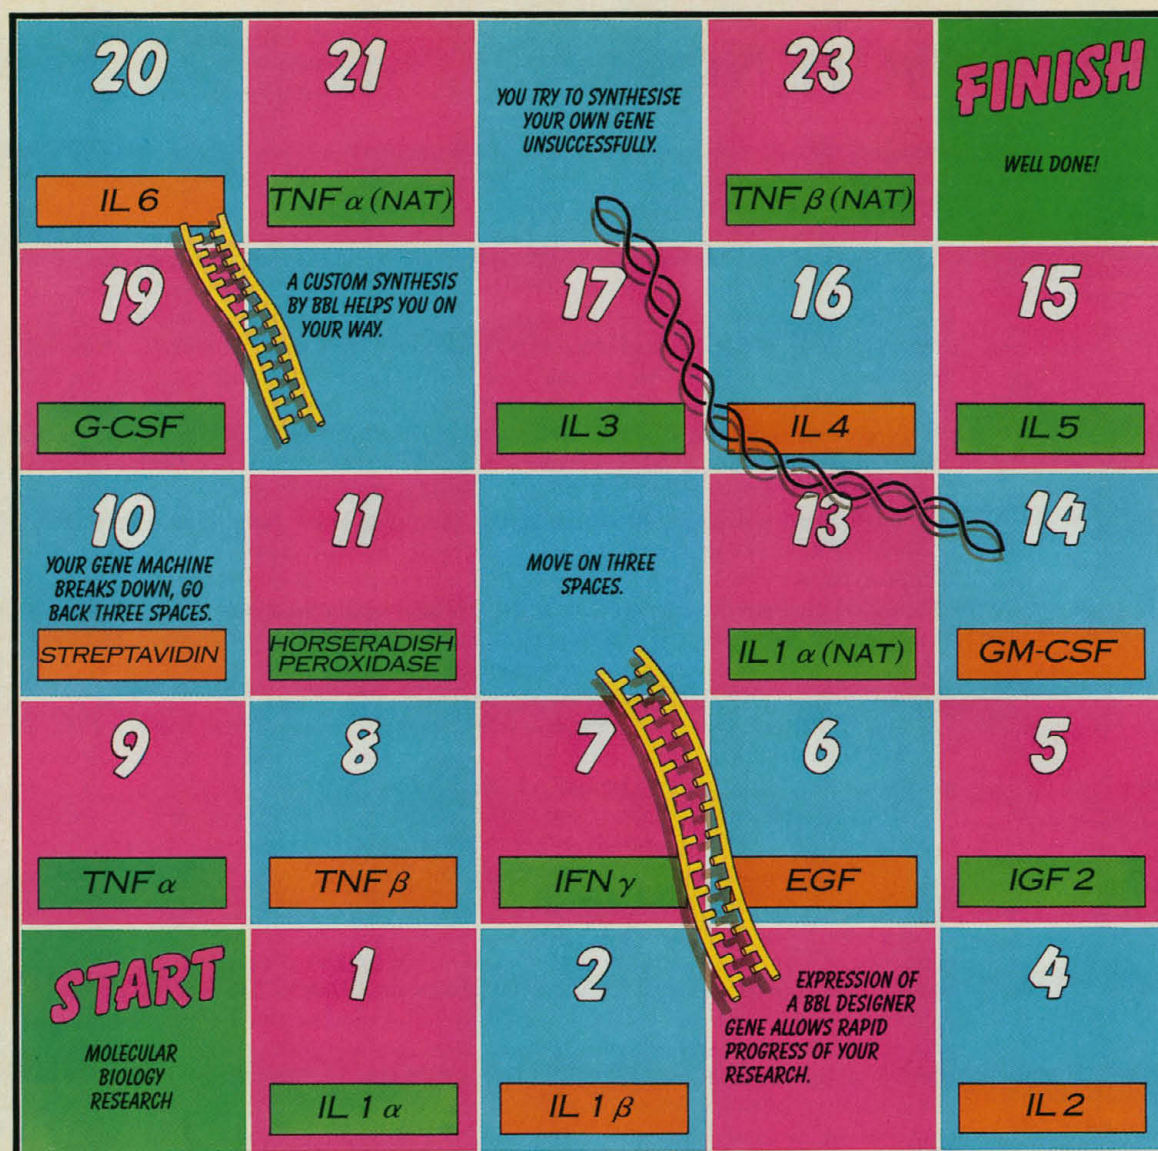 20
IL 6
21
TNF α (NAT)
YOU TRY TO SYNTHESISE
YOUR OWN GENE
UNSUCCESSFULLY.
23
TNF β (NAT)
FINISH
WELL DONE!
19
G-CSF
A CUSTOM SYNTHESIS
BY BBL HELPS YOU ON
YOUR WAY.
17
IL 3
16
IL 4
15
IL 5
10
YOUR GENE MACHINE
BREAKS DOWN, GO
BACK THREE SPACES.
STREPTAVIDIN
11
HORSERADISH
PEROXIDASE
MOVE ON THREE
SPACES.
13
IL 1 α (NAT)
14
GM-CSF
9
TNF α
8
TNF β
7
IFN γ
6
EGF
5
IGF 2
START
MOLECULAR
BIOLOGY
RESEARCH
1
IL 1 α
2
IL 1 β
EXPRESSION OF
A BBL DESIGNER
GENE ALLOWS RAPID
PROGRESS OF YOUR
RESEARCH.
4
IL 2